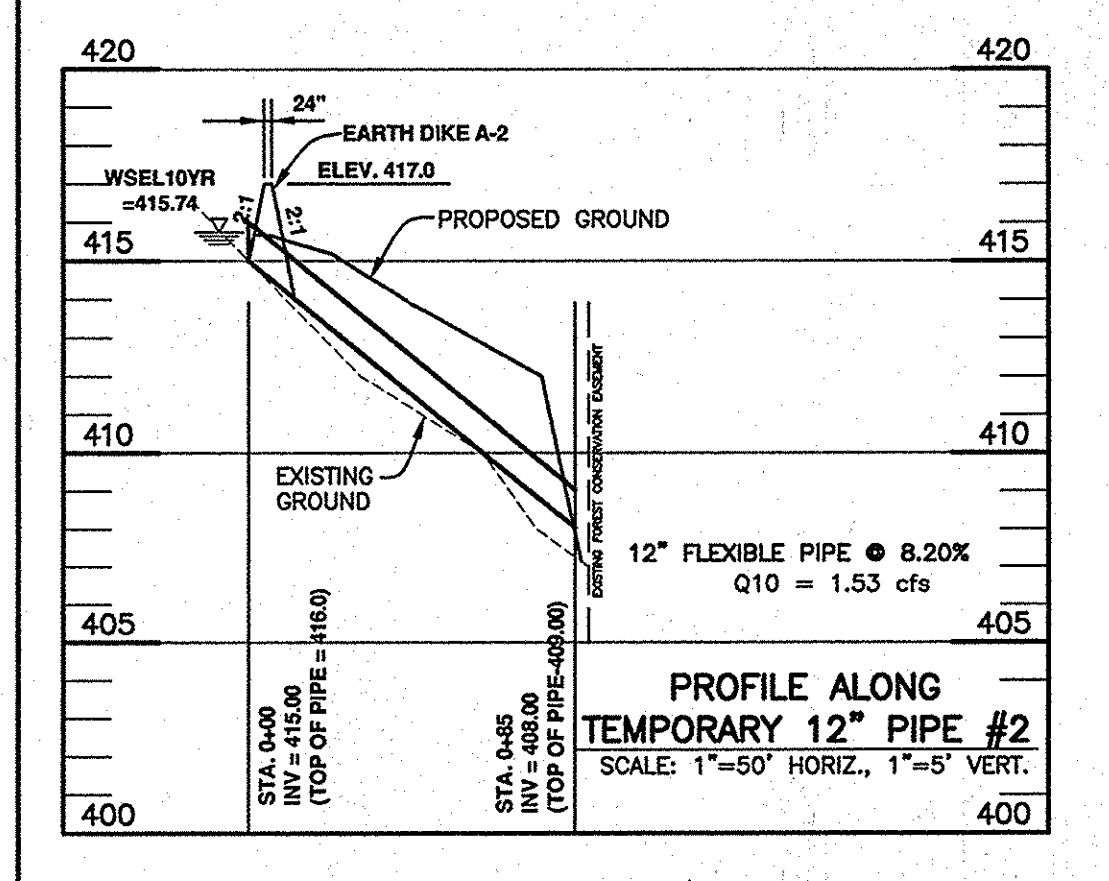 420
420
24"
EARTH DIKE A-2
ELEV. 417.0
WSEL10YR
=415.74
2:1
2:1
PROPOSED GROUND
415
415
EXISTING FOREST CONSERVATION EASEMENT
410
410
EXISTING
GROUND
12" FLEXIBLE PIPE @ 8.20%
Q10 = 1.53 cfs
405
405
STA. 0+00
INV = 415.00
(TOP OF PIPE = 416.0)
STA. 0+85
INV = 408.00
(TOP OF PIPE-409.00)
PROFILE ALONG
TEMPORARY 12" PIPE #2
SCALE: 1"=50' HORIZ., 1"=5' VERT.
400
400